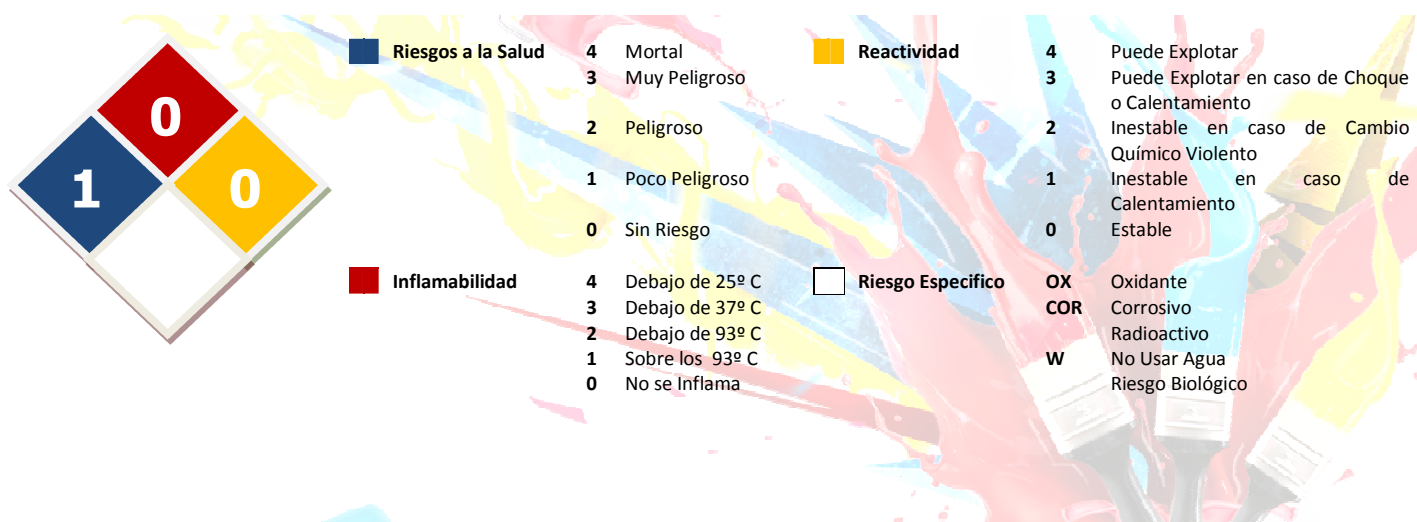 0
1
0
Riesgos a la Salud
4 Mortal
3 Muy Peligroso
2 Peligroso
1 Poco Peligroso
0 Sin Riesgo
Reactividad
4 Puede Explotar
3 Puede Explotar en caso de Choque
o Calentamiento
2 Inestable en caso de Cambio
Químico Violento
1 Inestable en caso de
Calentamiento
0 Estable
Inflamabilidad
4 Debajo de 25º C
3 Debajo de 37º C
2 Debajo de 93º C
1 Sobre los 93º C
0 No se Inflama
Riesgo Especifico
OX Oxidante
COR Corrosivo
Radioactivo
W No Usar Agua
Riesgo Biológico